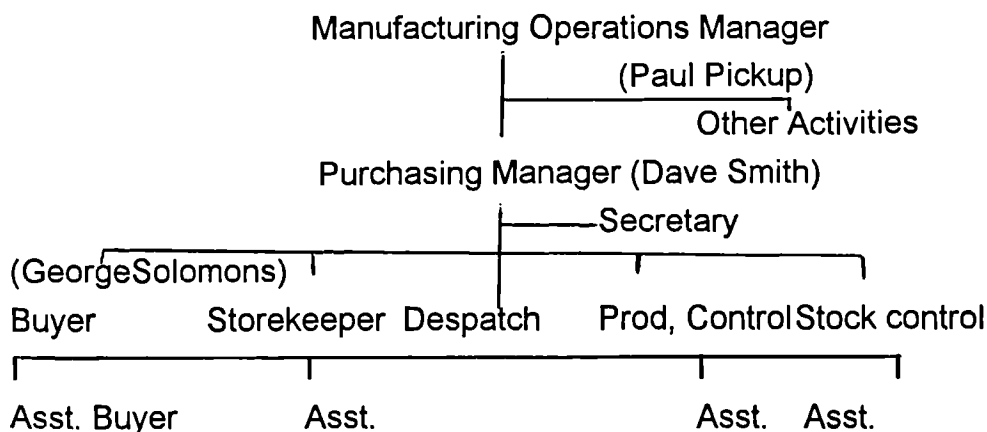 Manufacturing Operations Manager
(Paul Pickup)
Other Activities
Purchasing Manager (Dave Smith)
Secretary
(GeorgeSolomons)
Buyer Storekeeper Despatch Prod, Control Stock control
Asst. Buyer Asst. Asst. Asst.